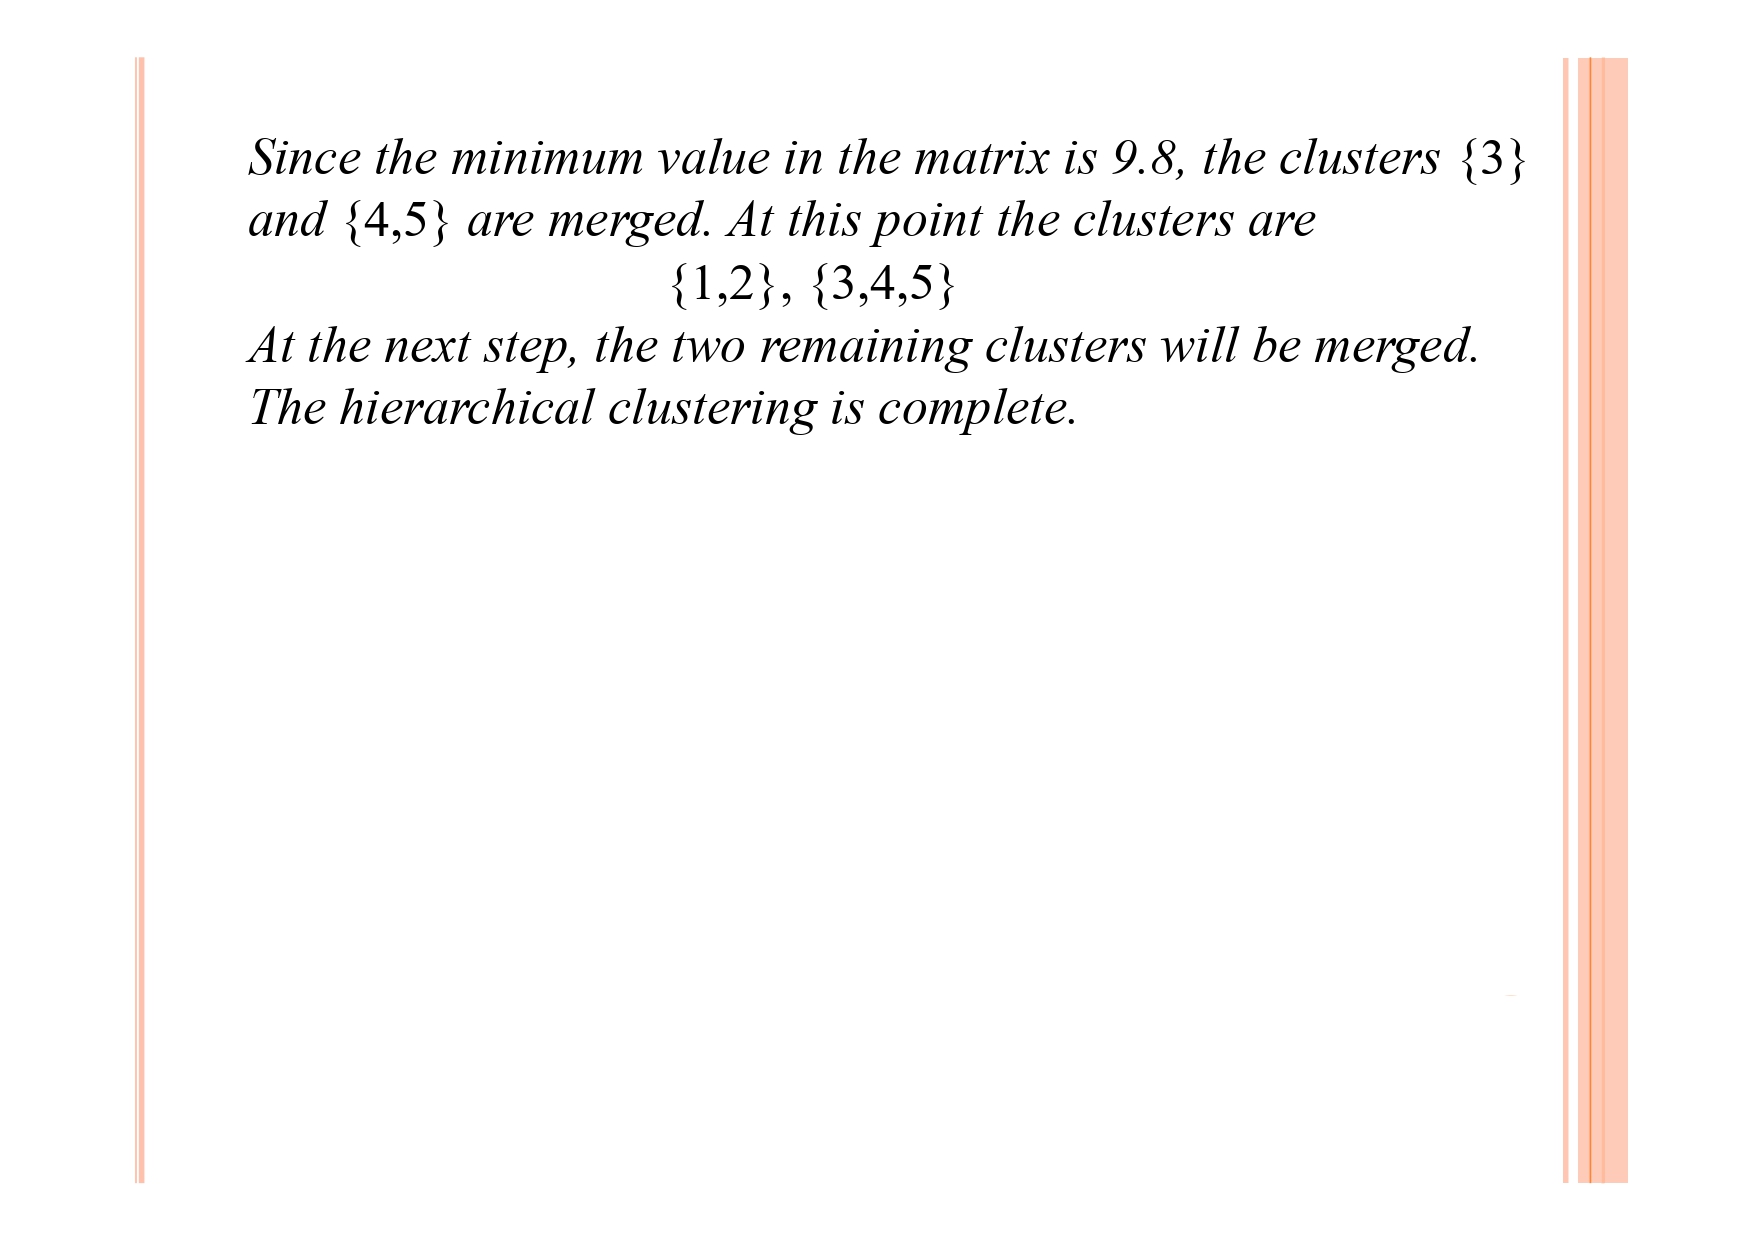 Since the minimum value in the matrix is 9.8, the clusters {3}
and {4,5} are merged. At this point the clusters are
{1,2}, {3,4,5}
At the next step, the two remaining clusters will be merged.
The hierarchical clustering is complete.